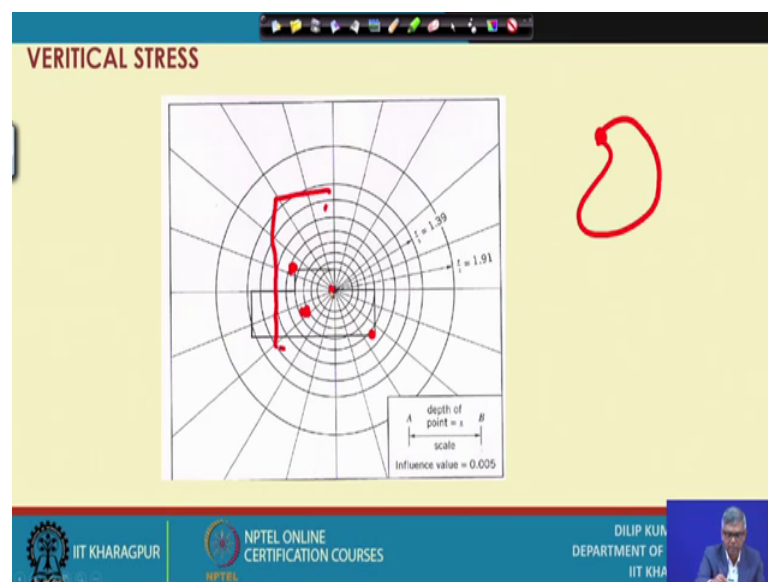 VERITICAL STRESS
r/z = 1.39
r/z = 1.91
depth of
A point = z B
scale
Influence value = 0.005
IIT KHARAGPUR
NPTEL ONLINE
CERTIFICATION COURSES
NPTEL
DILIP KUM
DEPARTMENT OF
IIT KHA